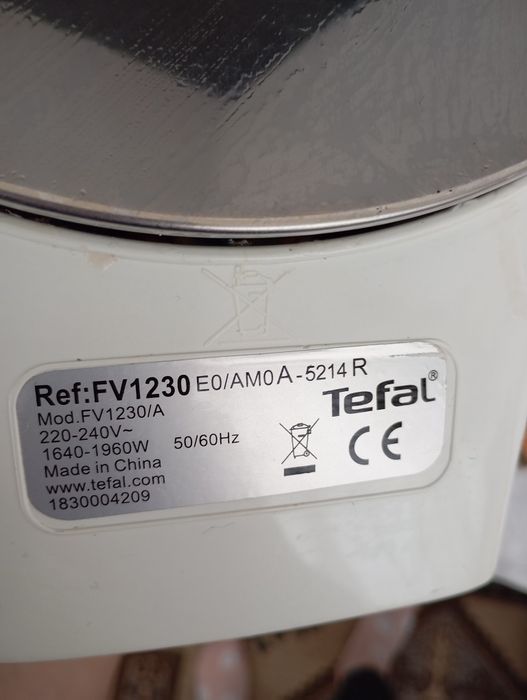 Ref:FV1230 E0/AM0 A-5214 R
Mod.FV1230/A
220-240V~
1640-1960W 50/60Hz
Made in China
www.tefal.com
1830004209
Tefal®
CE